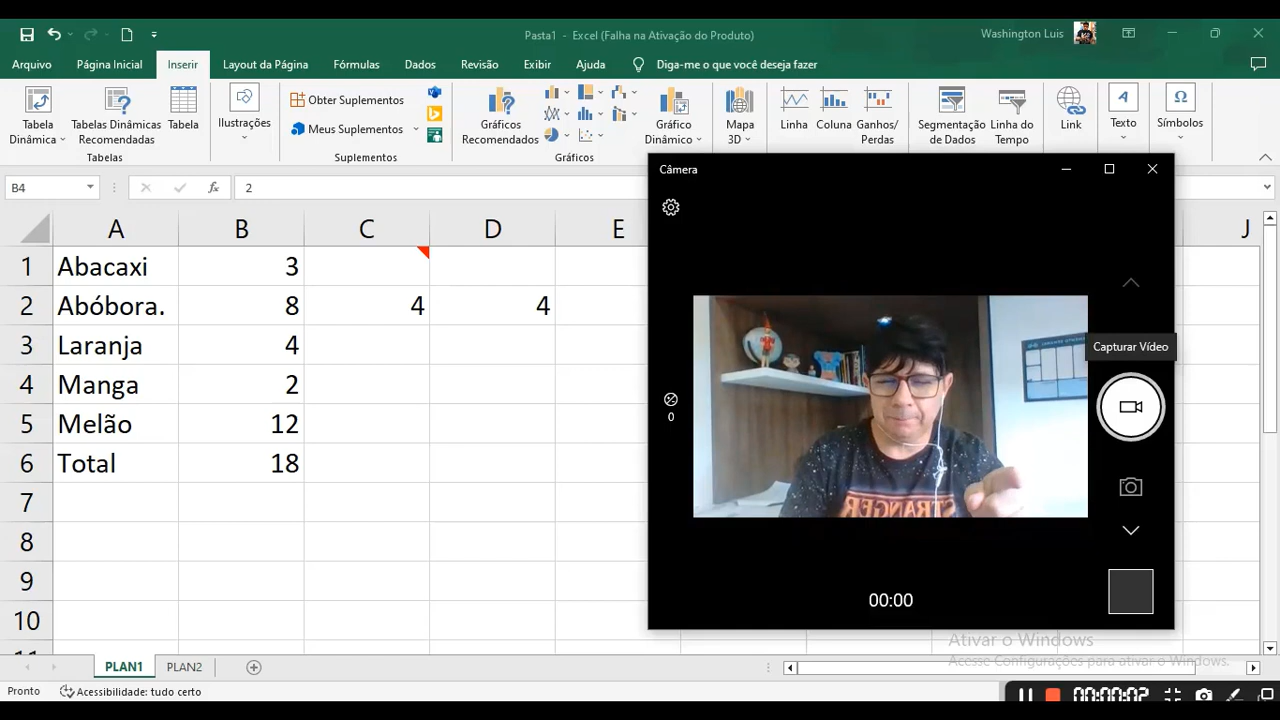 Pasta1 - Excel (Falha na Ativação do Produto)
Washington Luis
Arquivo Página Inicial Inserir Layout da Página Fórmulas Dados Revisão Exibir Ajuda Diga-me o que você deseja fazer
Tabela Dinâmica
Tabelas Dinâmicas Recomendadas
Tabela
Tabelas
Ilustrações
Obter Suplementos
Meus Suplementos
Suplementos
Gráficos Recomendados
Gráfico Dinâmico
Gráficos
Mapa 3D
Linha
Coluna
Ganhos/ Perdas
Segmentação de Dados
Linha do Tempo
Link
Texto
Símbolos
B4 fx 2
Câmera
A B C D E J
1 Abacaxi 3
2 Abóbora. 8 4 4
3 Laranja 4
4 Manga 2
5 Melão 12
6 Total 18
7
8
9
10
0
Capturar Vídeo
STRANGER
00:00
Ativar o Windows
Acesse Configurações para ativar o Windows.
PLAN1 PLAN2
Pronto Acessibilidade: tudo certo
00:00:02